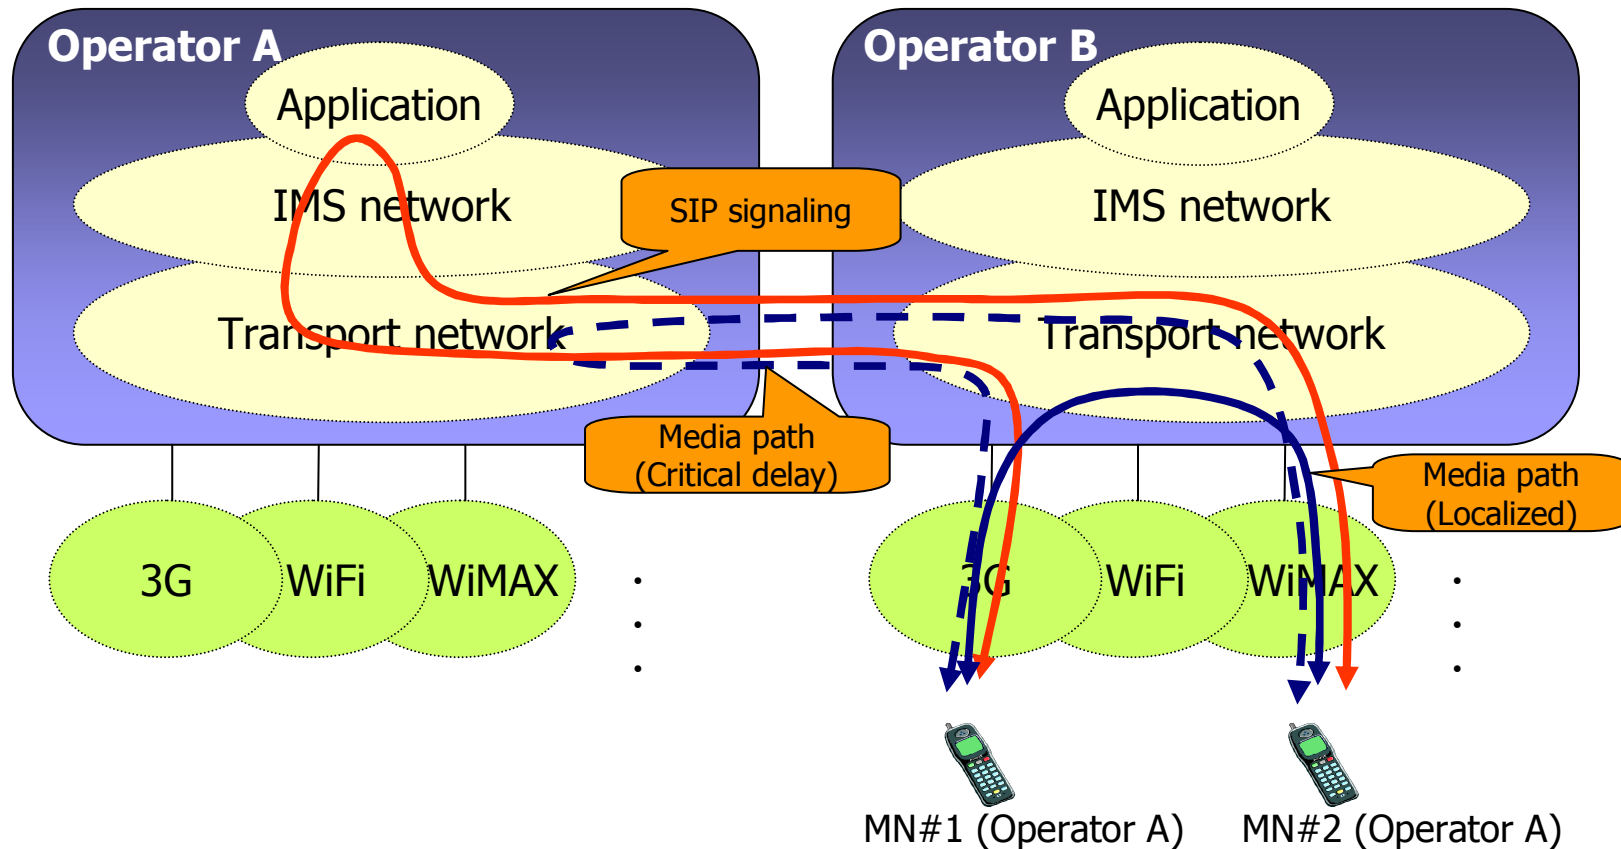 Operator A
Operator B
Application
Application
IMS network
SIP signaling
IMS network
Transport network
Transport network
Media path
(Critical delay)
Media path
(Localized)
3G
WiFi
WiMAX
3G
WiFi
WiMAX
MN#1 (Operator A)
MN#2 (Operator A)